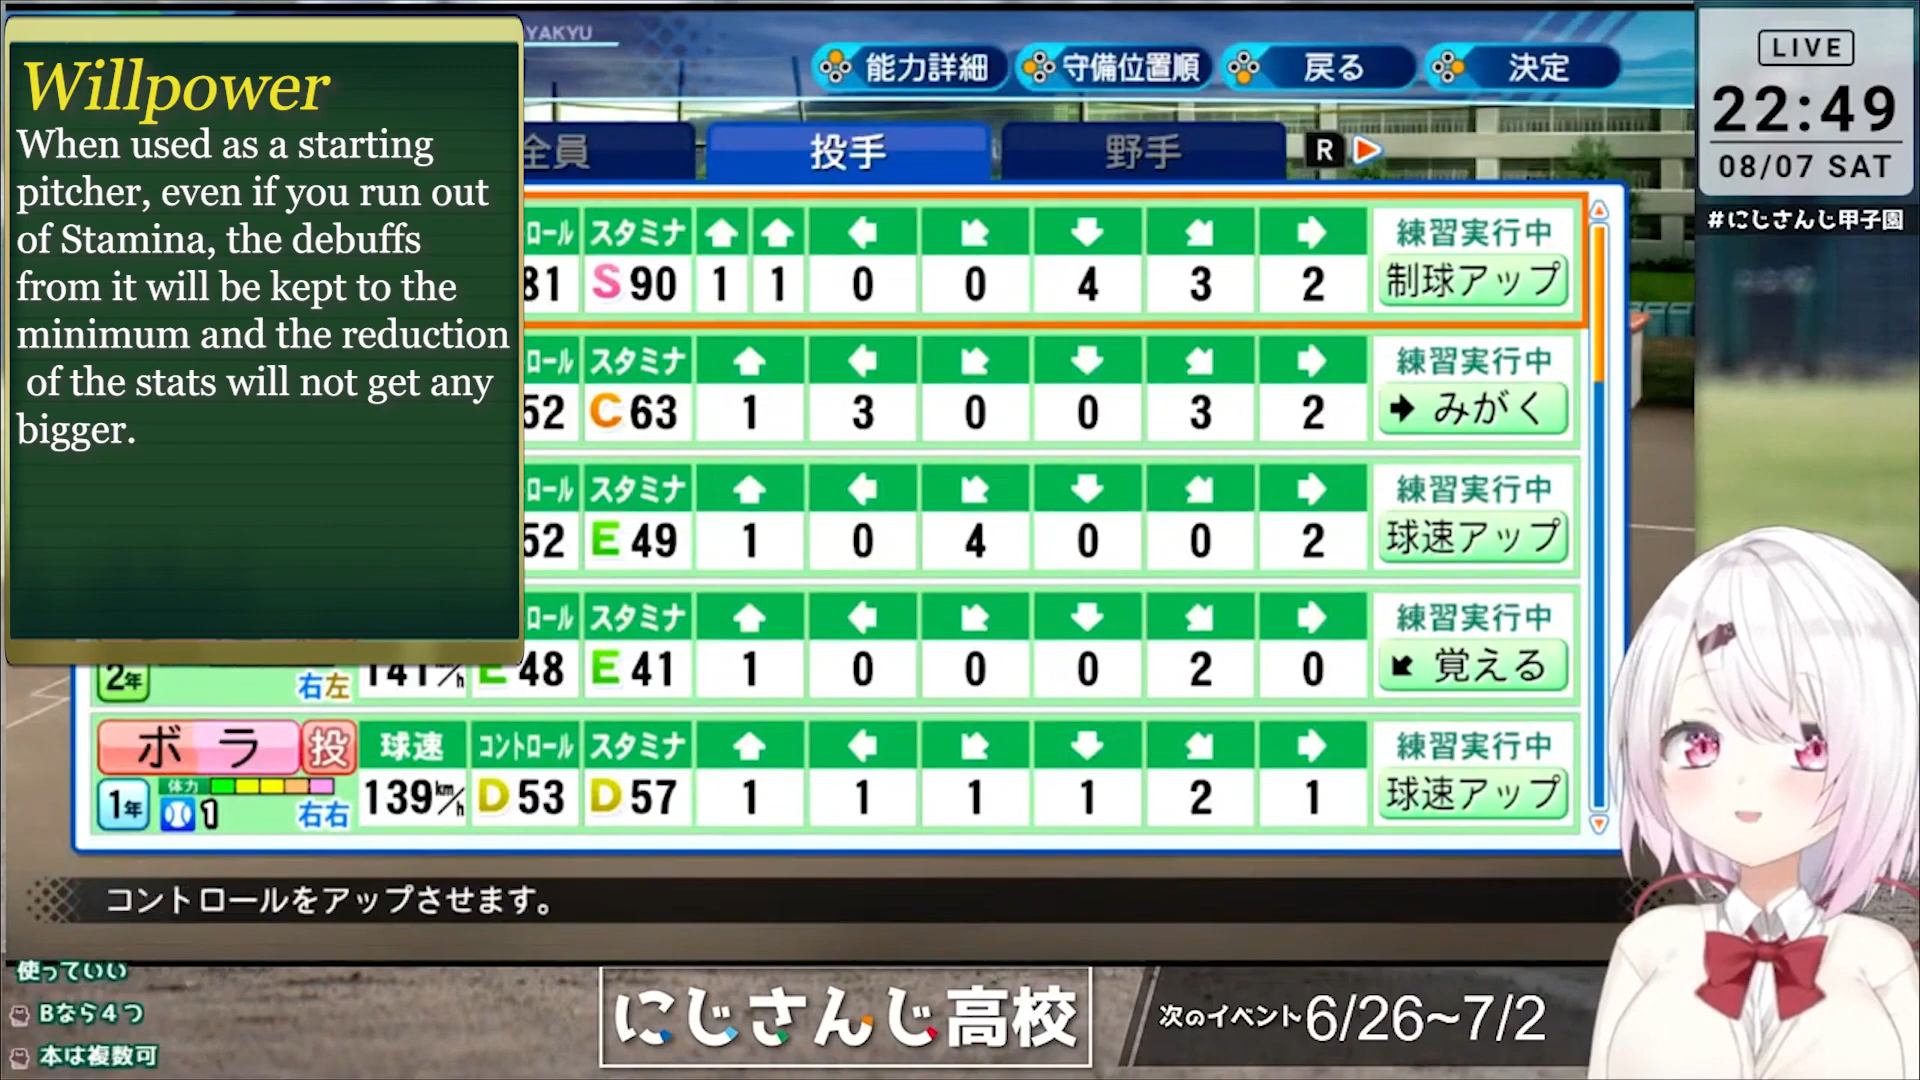 Willpower
When used as a starting
pitcher, even if you run out
of Stamina, the debuffs
from it will be kept to the
minimum and the reduction
of the stats will not get any
bigger.
YAKYU
能力詳細 守備位置順 戻る 決定
全員 投手 野手 R
ロール スタミナ 練習実行中
81 S 90 1 1 0 0 4 3 2 制球アップ
ロール スタミナ 練習実行中
52 C 63 1 3 0 0 3 2 みがく
ロール スタミナ 練習実行中
52 E 49 1 0 4 0 0 2 球速アップ
ロール スタミナ 練習実行中
2年 右左 141km/h E 48 E 41 1 0 0 0 2 0 覚える
ボラ 投 球速 コントロール スタミナ 練習実行中
1年 体力 1 右右 139km/h D 53 D 57 1 1 1 1 2 1 球速アップ
コントロールをアップさせます。
LIVE
22:49
08/07 SAT
#にじさんじ甲子園
使っていい
Bなら4つ
本は複数可
にじさんじ高校
次のイベント 6/26~7/2